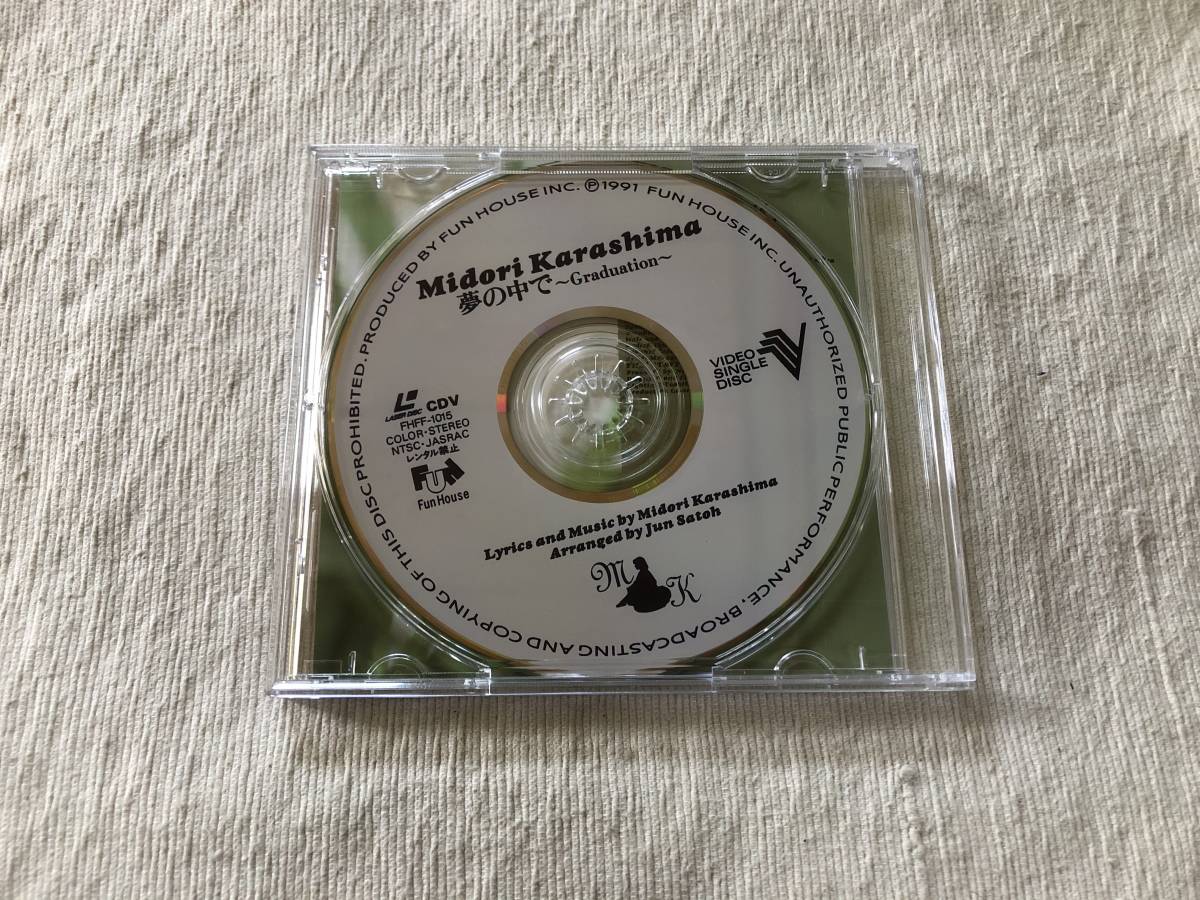 PRODUCED BY FUN HOUSE INC. ℗1991 FUN HOUSE INC. UNAUTHORIZED PUBLIC PERFORMANCE, BROADCASTING AND COPYING OF THIS DISC PROHIBITED.
Midori Karashima
夢の中で～Graduation～
VIDEO
SINGLE
DISC
LASER DISC CDV
FHFF-1015
COLOR・STEREO
NTSC・JASRAC
レンタル禁止
FUN
Fun House
Lyrics and Music by Midori Karashima
Arranged by Jun Satoh
M K